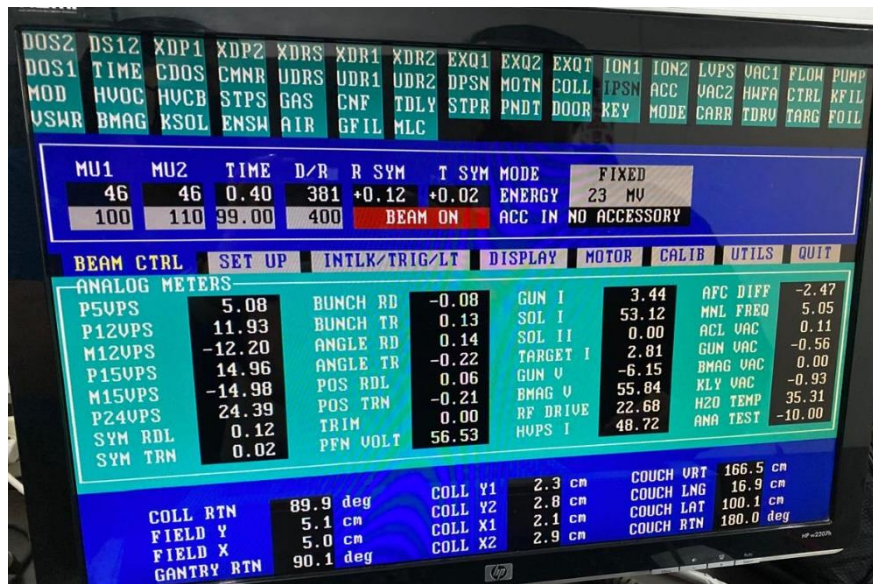 DOS2 DS12 XDP1 XDP2 XDRS XDR1 XDR2 EXQ1 EXQ2 EXQT ION1 ION2 LVPS VAC1 FLOW PUMP
DOS1 TIME CDOS CMNR UDRS UDR1 UDR2 DPSN MOTN COLL IPSN ACC VAC2 HWFA CTRL KFIL
MOD HVOC HVCB STPS GAS CNF TDLY STPR PNDT DOOR KEY MODE CARR TDRV TARG FOIL
VSWR BMAG KSOL ENSW AIR GFIL MLC
MU1 MU2 TIME D/R R SYM T SYM MODE FIXED
46 46 0.40 381 +0.12 +0.02 ENERGY 23 MV
100 110 99.00 400 BEAM ON ACC IN NO ACCESSORY
BEAM CTRL SET UP INTLK/TRIG/LT DISPLAY MOTOR CALIB UTILS QUIT
ANALOG METERS
P5VPS 5.08 BUNCH RD -0.08 GUN I 3.44 AFC DIFF -2.47
P12VPS 11.93 BUNCH TR 0.13 SOL I 53.12 MNL FREQ 5.05
M12VPS -12.20 ANGLE RD 0.14 SOL II 0.00 ACL VAC 0.11
P15VPS 14.96 ANGLE TR -0.22 TARGET I 2.81 GUN VAC -0.56
M15VPS -14.98 POS RDL 0.06 GUN V -6.15 BMAG VAC 0.00
P24VPS 24.39 POS TRN -0.21 BMAG V 55.84 KLY VAC -0.93
SYM RDL 0.12 TRIM 0.00 RF DRIVE 22.68 H2O TEMP 35.31
SYM TRN 0.02 PFN VOLT 56.53 HVPS I 48.72 ANA TEST -10.00
COLL RTN 89.9 deg COLL Y1 2.3 cm COUCH VRT 166.5 cm
FIELD Y 5.1 cm COLL Y2 2.8 cm COUCH LNG 16.9 cm
FIELD X 5.0 cm COLL X1 2.1 cm COUCH LAT 100.1 cm
GANTRY RTN 90.1 deg COLL X2 2.9 cm COUCH RTN 180.0 deg
hp
HP w2207h